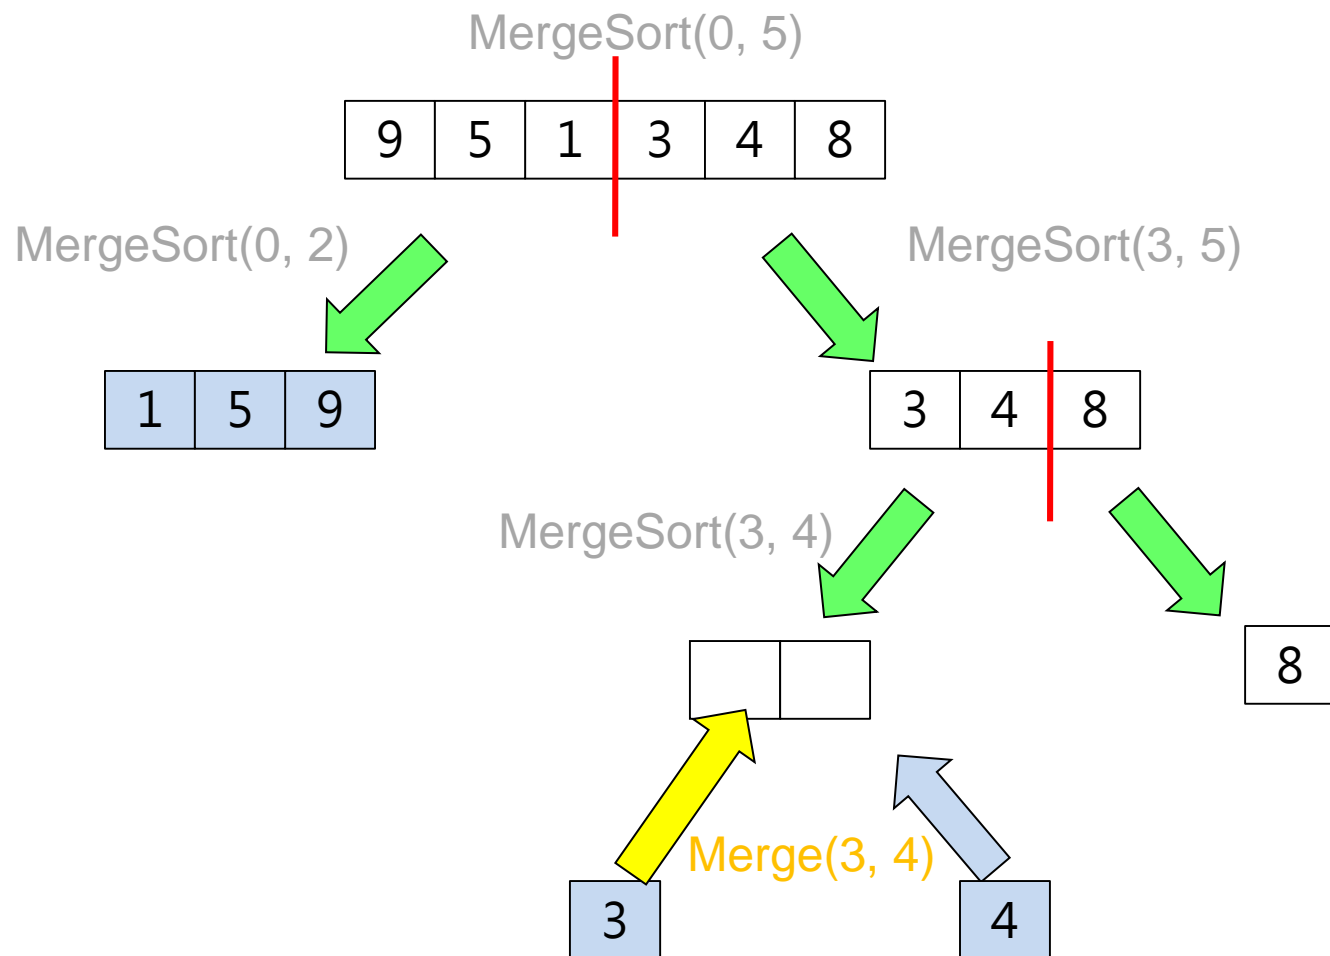 MergeSort(0, 5)
9 5 1 3 4 8
MergeSort(0, 2)
MergeSort(3, 5)
1 5 9
3 4 8
MergeSort(3, 4)
8
Merge(3, 4)
3
4